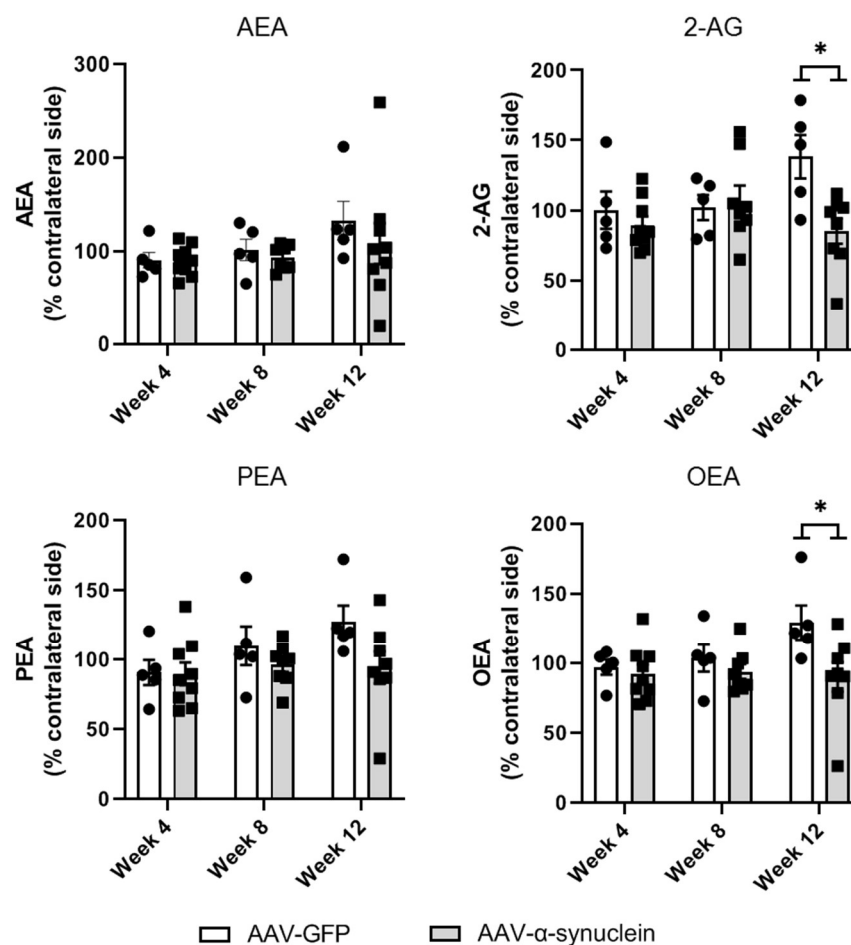 AEA
300
200
100
0
AEA
(% contralateral side)
Week 4
Week 8
Week 12
2-AG
*
200
150
100
50
0
2-AG
(% contralateral side)
Week 4
Week 8
Week 12
PEA
200
150
100
50
0
PEA
(% contralateral side)
Week 4
Week 8
Week 12
OEA
*
200
150
100
50
0
OEA
(% contralateral side)
Week 4
Week 8
Week 12
AAV-GFP
AAV-α-synuclein